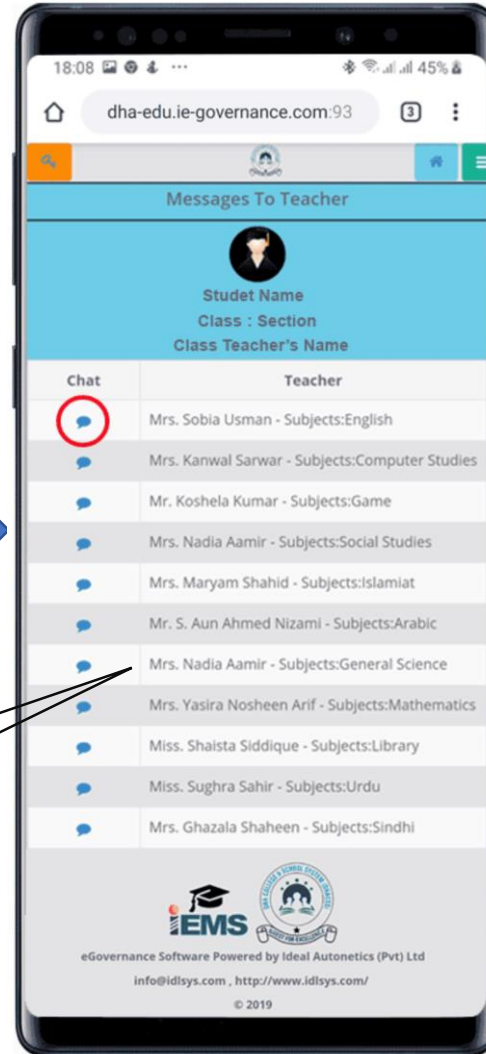 18:08 45%
dha-edu.ie-governance.com:93 3
Messages To Teacher
Studet Name
Class : Section
Class Teacher's Name
Chat Teacher
Mrs. Sobia Usman - Subjects:English
Mrs. Kanwal Sarwar - Subjects:Computer Studies
Mr. Koshela Kumar - Subjects:Game
Mrs. Nadia Aamir - Subjects:Social Studies
Mrs. Maryam Shahid - Subjects:Islamiat
Mr. S. Aun Ahmed Nizami - Subjects:Arabic
Mrs. Nadia Aamir - Subjects:General Science
Mrs. Yasira Nosheen Arif - Subjects:Mathematics
Miss. Shaista Siddique - Subjects:Library
Miss. Sughra Sahir - Subjects:Urdu
Mrs. Ghazala Shaheen - Subjects:Sindhi
iEMS
eGovernance Software Powered by Ideal Autonetics (Pvt) Ltd
info@idlsys.com , http://www.idlsys.com/
© 2019